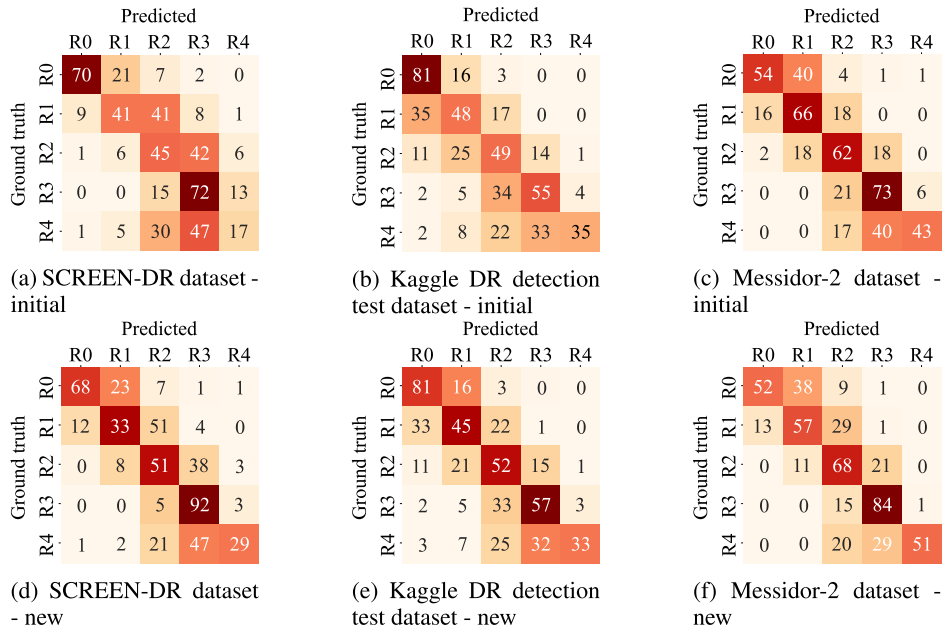 Predicted Predicted Predicted
R0 R1 R2 R3 R4 R0 R1 R2 R3 R4 R0 R1 R2 R3 R4
Ground truth Ground truth Ground truth
R0 70 21 7 2 0 R0 81 16 3 0 0 R0 54 40 4 1 1
R1 9 41 41 8 1 R1 35 48 17 0 0 R1 16 66 18 0 0
R2 1 6 45 42 6 R2 11 25 49 14 1 R2 2 18 62 18 0
R3 0 0 15 72 13 R3 2 5 34 55 4 R3 0 0 21 73 6
R4 1 5 30 47 17 R4 2 8 22 33 35 R4 0 0 17 40 43
(a) SCREEN-DR dataset -
initial
(b) Kaggle DR detection
test dataset - initial
(c) Messidor-2 dataset -
initial
Predicted Predicted Predicted
R0 R1 R2 R3 R4 R0 R1 R2 R3 R4 R0 R1 R2 R3 R4
Ground truth Ground truth Ground truth
R0 68 23 7 1 1 R0 81 16 3 0 0 R0 52 38 9 1 0
R1 12 33 51 4 0 R1 33 45 22 1 0 R1 13 57 29 1 0
R2 0 8 51 38 3 R2 11 21 52 15 1 R2 0 11 68 21 0
R3 0 0 5 92 3 R3 2 5 33 57 3 R3 0 0 15 84 1
R4 1 2 21 47 29 R4 3 7 25 32 33 R4 0 0 20 29 51
(d) SCREEN-DR dataset
- new
(e) Kaggle DR detection
test dataset - new
(f) Messidor-2 dataset -
new